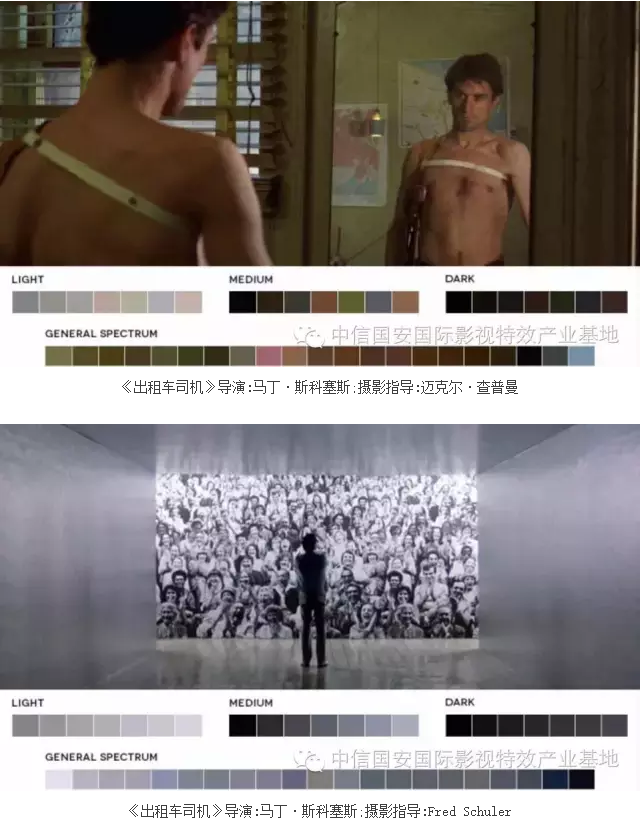 LIGHT
MEDIUM
DARK
GENERAL SPECTRUM
中信国安国际影视特效产业基地
《出租车司机》导演:马丁·斯科塞斯;摄影指导:迈克尔·查普曼
LIGHT
MEDIUM
DARK
GENERAL SPECTRUM
中信国安国际影视特效产业基地
《出租车司机》导演:马丁·斯科塞斯;摄影指导:Fred Schuler